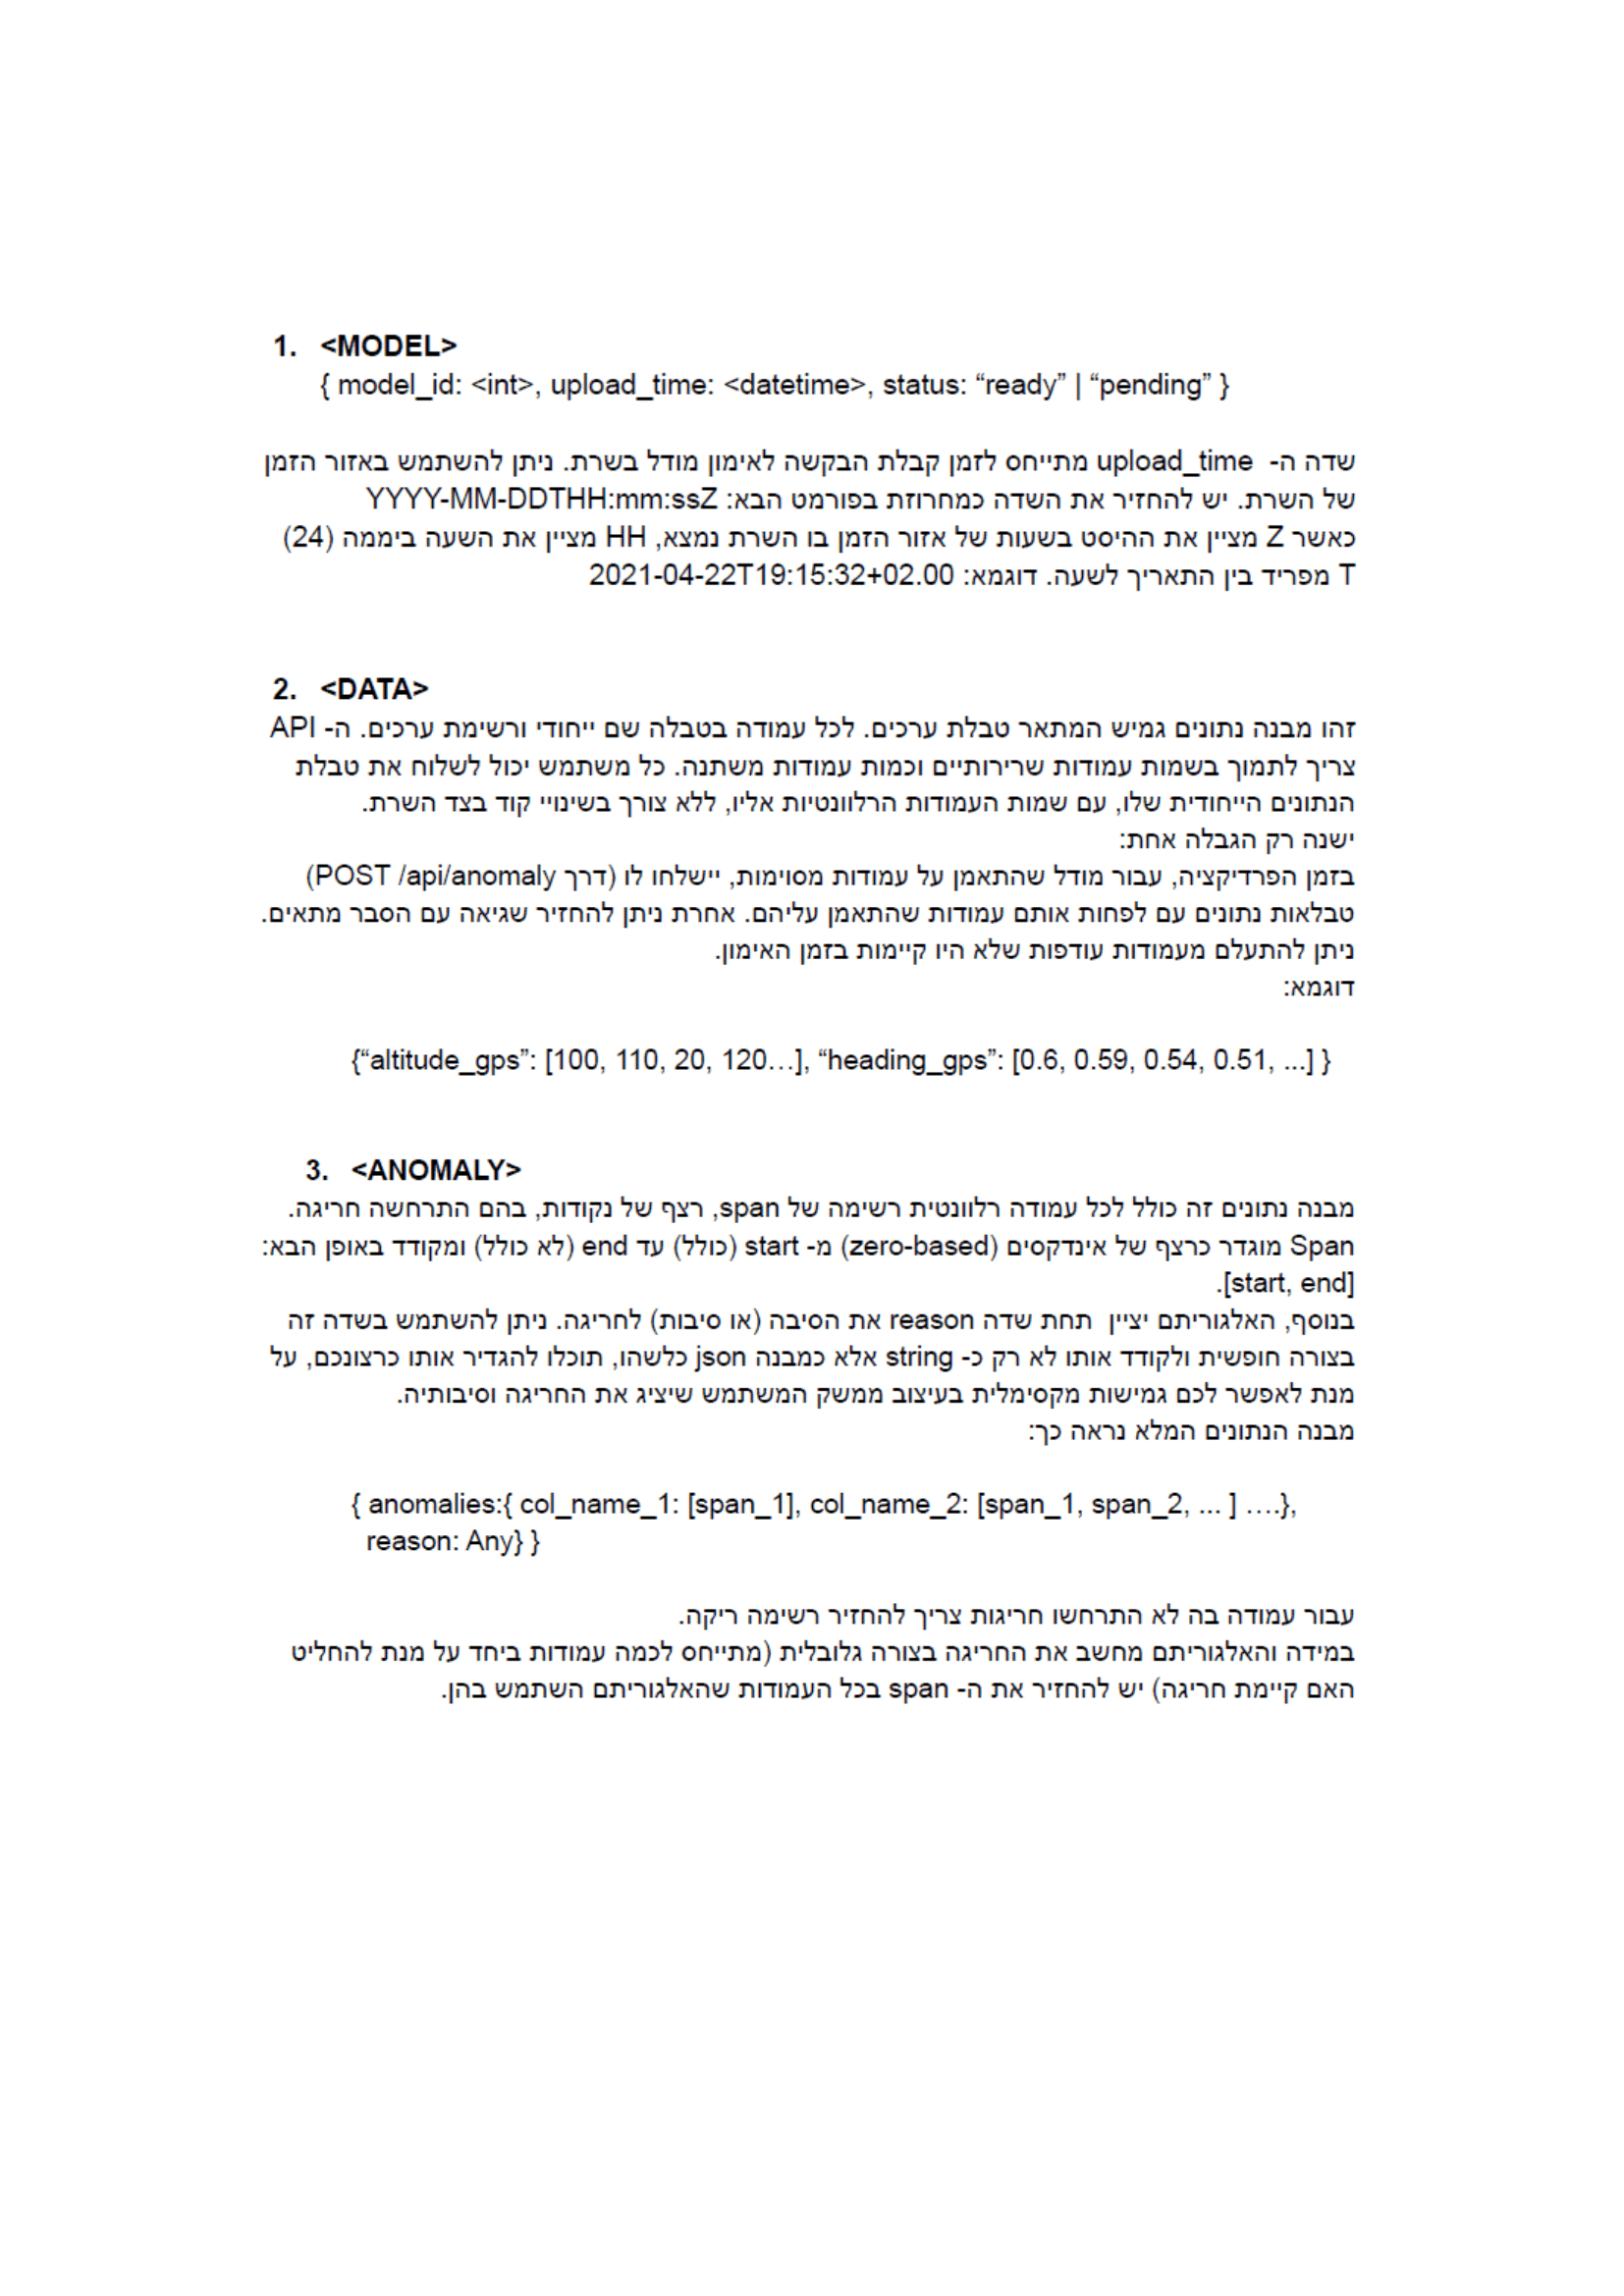 1. <MODEL>
{ model_id: <int>, upload_time: <datetime>, status: “ready” | “pending” }
שדה ה- upload_time מתייחס לזמן קבלת הבקשה לאימון מודל בשרת. ניתן להשתמש באזור הזמן
של השרת. יש להחזיר את השדה כמחרוזת בפורמט הבא: YYYY-MM-DDTHH:mm:ssZ
כאשר Z מציין את ההיסט בשעות של אזור הזמן בו השרת נמצא, HH מציין את השעה ביממה (24)
T מפריד בין התאריך לשעה. דוגמא: 2021-04-22T19:15:32+02.00
2. <DATA>
זהו מבנה נתונים גמיש המתאר טבלת ערכים. לכל עמודה בטבלה שם ייחודי ורשימת ערכים. ה- API
צריך לתמוך בשמות עמודות שרירותיים וכמות עמודות משתנה. כל משתמש יכול לשלוח את טבלת
הנתונים הייחודית שלו, עם שמות העמודות הרלוונטיות אליו, ללא צורך בשינויי קוד בצד השרת.
ישנה רק הגבלה אחת:
בזמן הפרדיקציה, עבור מודל שהתאמן על עמודות מסוימות, יישלחו לו (דרך POST /api/anomaly)
טבלאות נתונים עם לפחות אותם עמודות שהתאמן עליהם. אחרת ניתן להחזיר שגיאה עם הסבר מתאים.
ניתן להתעלם מעמודות עודפות שלא היו קיימות בזמן האימון.
דוגמא:
{“altitude_gps”: [100, 110, 20, 120…], “heading_gps”: [0.6, 0.59, 0.54, 0.51, ...] }
3. <ANOMALY>
מבנה נתונים זה כולל לכל עמודה רלוונטית רשימה של span, רצף של נקודות, בהם התרחשה חריגה.
Span מוגדר כרצף של אינדקסים (zero-based) מ- start (כולל) עד end (לא כולל) ומקודד באופן הבא:
[start, end].
בנוסף, האלגוריתם יציין תחת שדה reason את הסיבה (או סיבות) לחריגה. ניתן להשתמש בשדה זה
בצורה חופשית ולקודד אותו לא רק כ- string אלא כמבנה json כלשהו, תוכלו להגדיר אותו כרצונכם, על
מנת לאפשר לכם גמישות מקסימלית בעיצוב ממשק המשתמש שיציג את החריגה וסיבותיה.
מבנה הנתונים המלא נראה כך:
{ anomalies:{ col_name_1: [span_1], col_name_2: [span_1, span_2, ... ] ….},
reason: Any} }
עבור עמודה בה לא התרחשו חריגות צריך להחזיר רשימה ריקה.
במידה והאלגוריתם מחשב את החריגה בצורה גלובלית (מתייחס לכמה עמודות ביחד על מנת להחליט
האם קיימת חריגה) יש להחזיר את ה- span בכל העמודות שהאלגוריתם השתמש בהן.